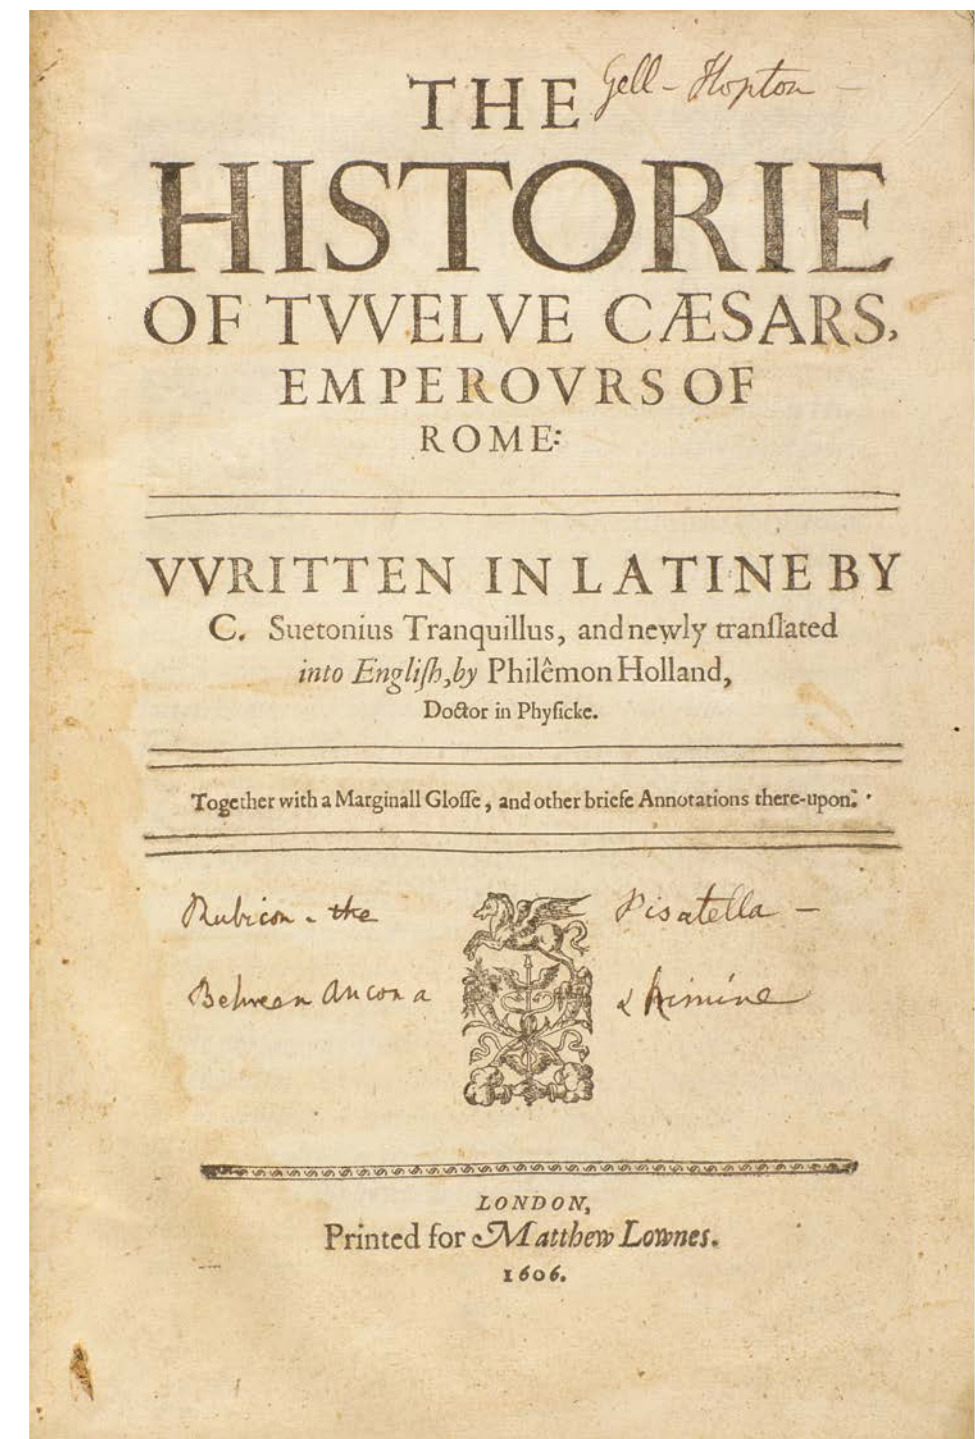 THE Gell - Hopton -
HISTORIE
OF TVVELVE CÆSARS,
EMPEROVRS OF
ROME:
VVRITTEN IN LATINE BY
C. Suetonius Tranquillus, and newly tranſlated
into Engliſh, by Philêmon Holland,
Doctor in Phyſicke.
Together with a Marginall Gloſſe, and other briefe Annotations there-upon.
Rubicon - the Pisatella -
Between Ancona & Rimine
LONDON,
Printed for Matthew Lownes.
1606.